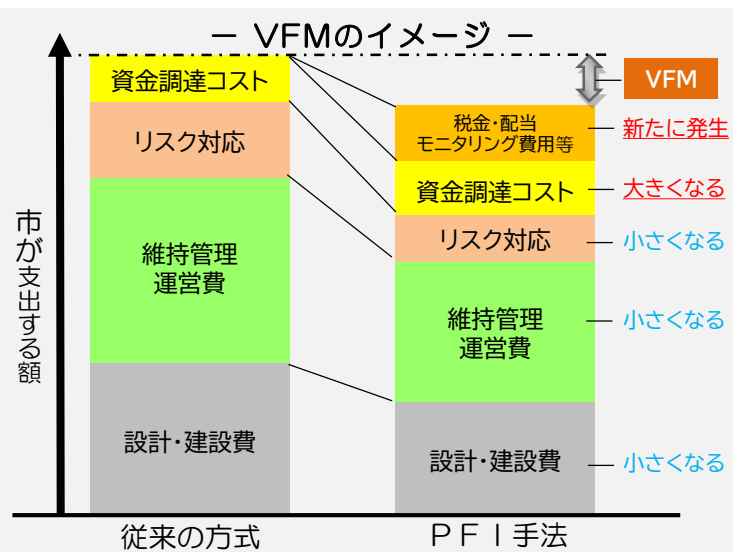 ― VFMのイメージ ―
市が支出する額
資金調達コスト
リスク対応
維持管理
運営費
設計・建設費
従来の方式
税金・配当
モニタリング費用等
資金調達コスト
リスク対応
維持管理
運営費
設計・建設費
PFI手法
VFM
新たに発生
大きくなる
小さくなる
小さくなる
小さくなる